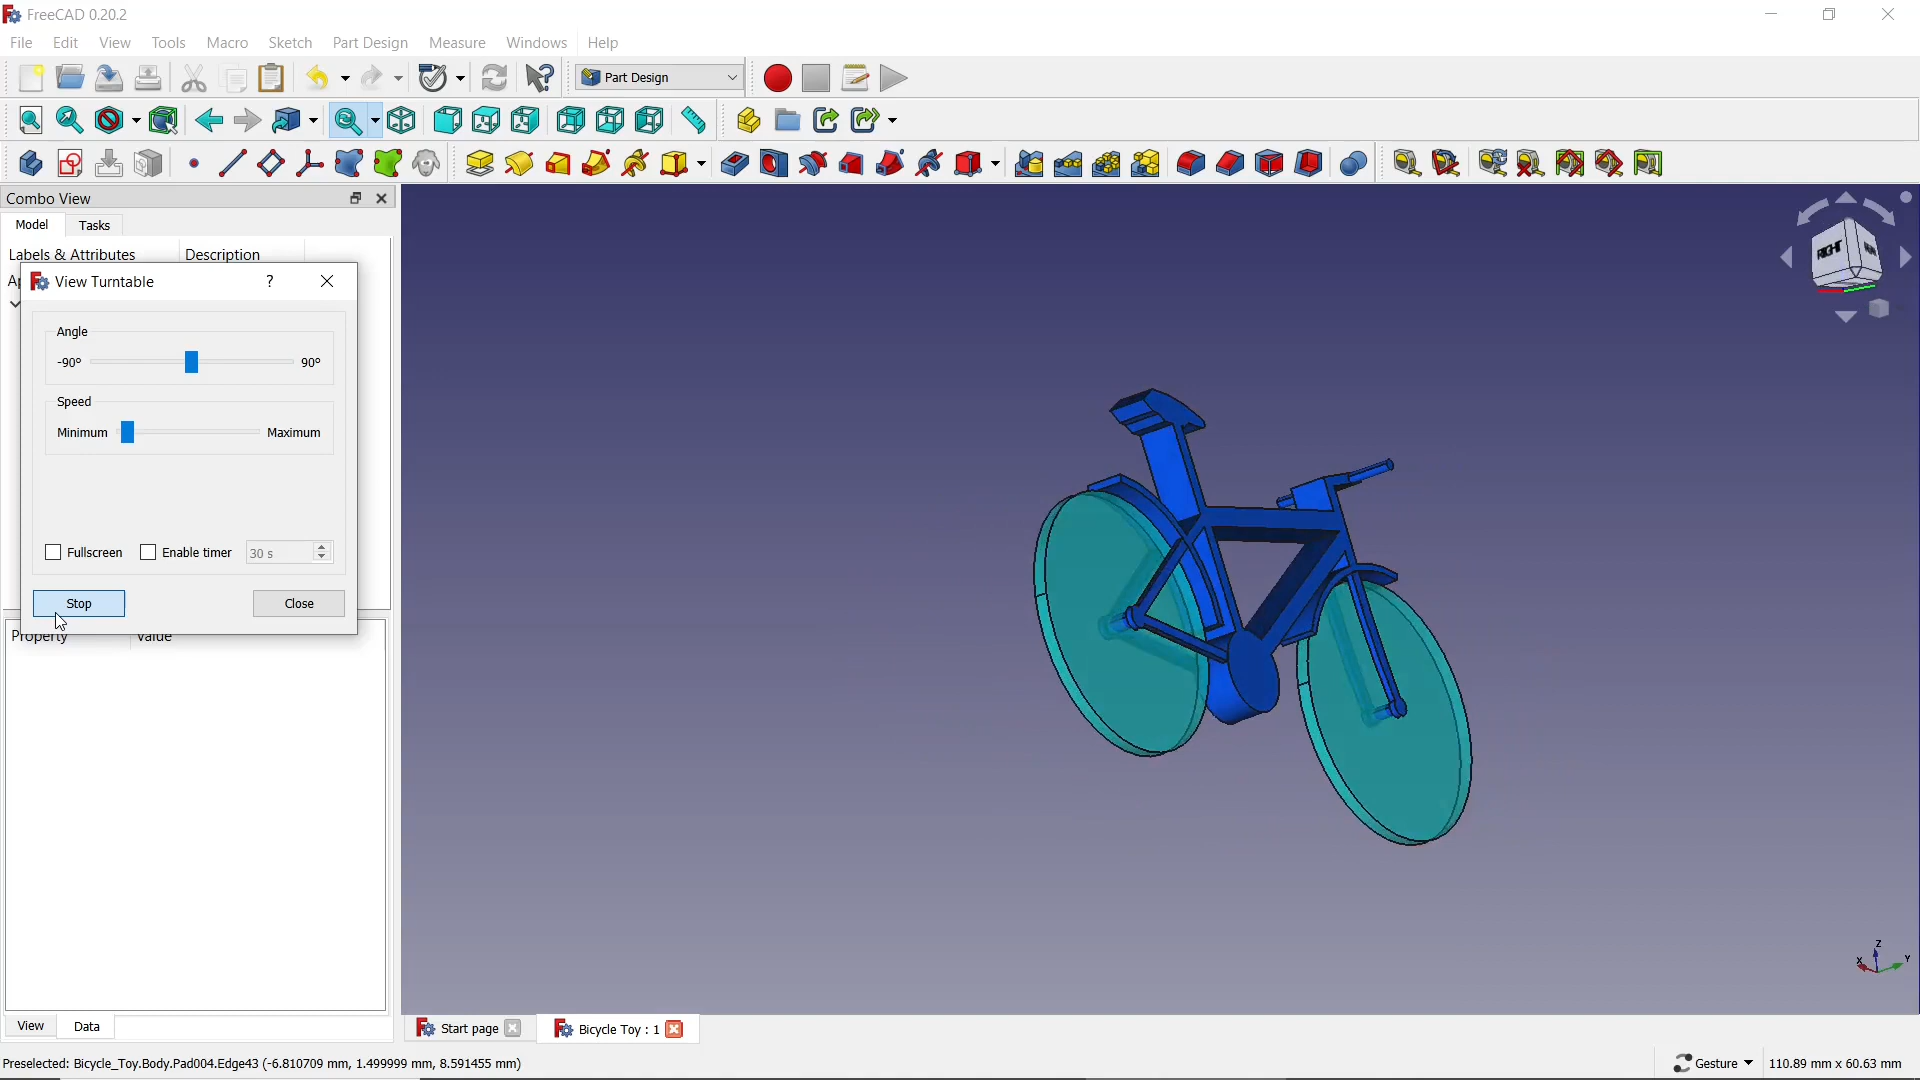 FreeCAD 0.20.2
File Edit View Tools Macro Sketch Part Design Measure Windows Help
Part Design
Combo View
Model Tasks
Labels & Attributes Description
View Turntable ?
Angle
-90º 90º
Speed
Minimum Maximum
Fullscreen Enable timer 30 s
Stop Close
Property Value
RIGHT
Z
X Y
View Data
Start page Bicycle Toy : 1
Preselected: Bicycle_Toy.Body.Pad004.Edge43 (-6.810709 mm, 1.499999 mm, 8.591455 mm) Gesture 110.89 mm x 60.63 mm